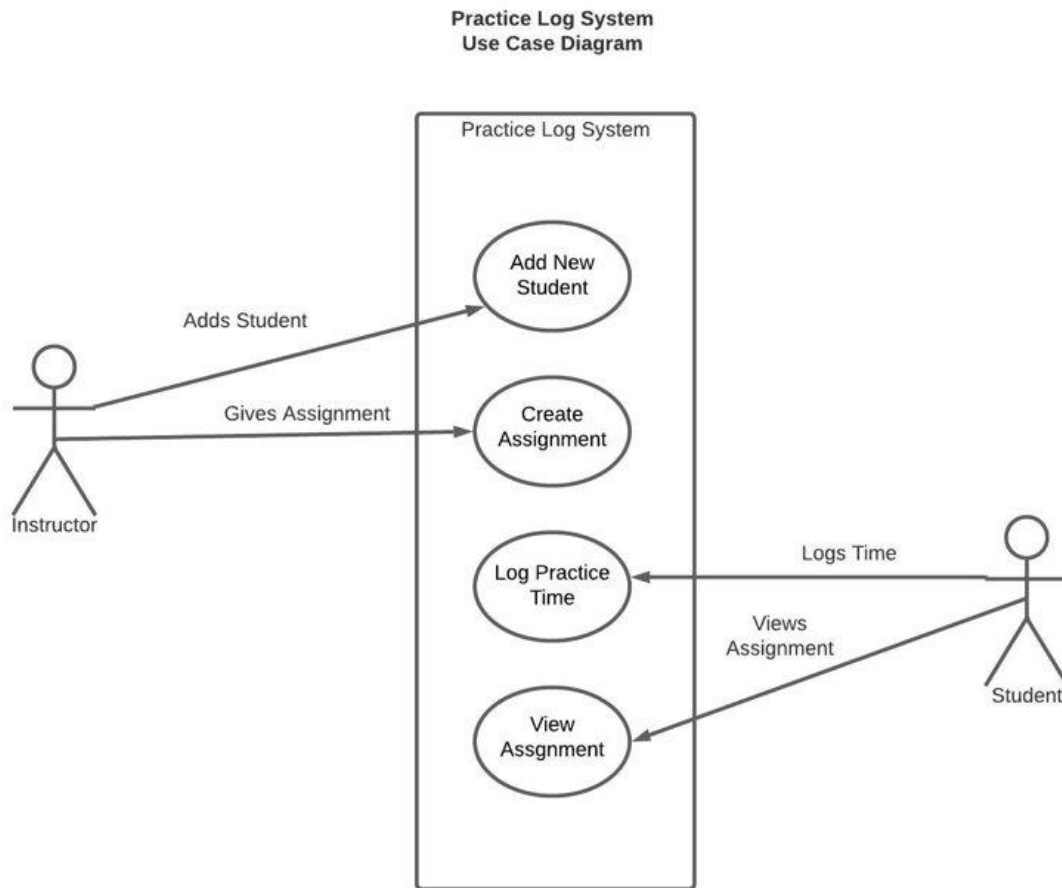 Practice Log System
Use Case Diagram
Practice Log System
Add New
Student
Adds Student
Gives Assignment
Create
Assignment
Instructor
Logs Time
Log Practice
Time
Views
Assignment
Student
View
Assgnment